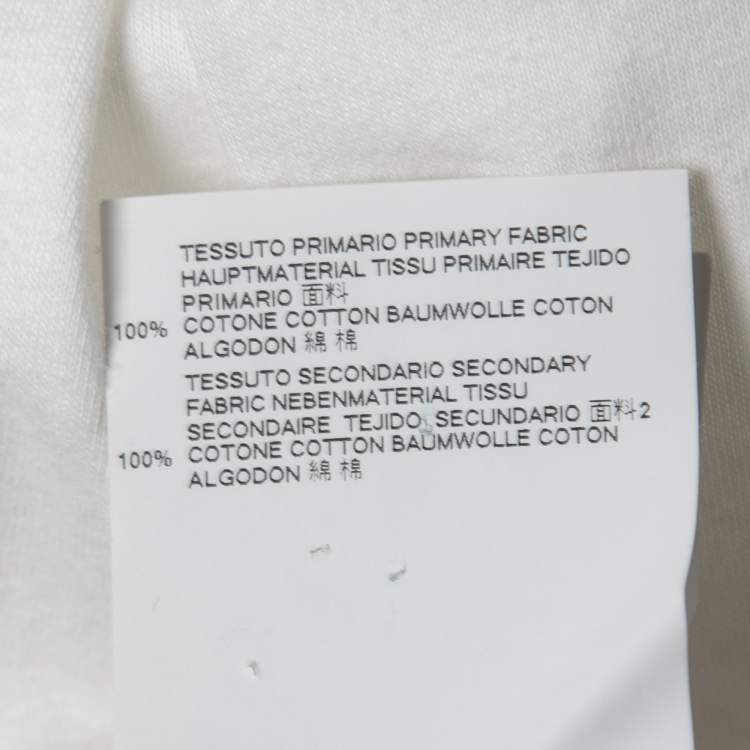 TESSUTO PRIMARIO PRIMARY FABRIC
HAUPTMATERIAL TISSU PRIMAIRE TEJIDO
PRIMARIO 面料
100% COTONE COTTON BAUMWOLLE COTON
ALGODON 綿 棉
TESSUTO SECONDARIO SECONDARY
FABRIC NEBENMATERIAL TISSU
SECONDAIRE TEJIDO SECUNDARIO 面料2
100% COTONE COTTON BAUMWOLLE COTON
ALGODON 綿 棉